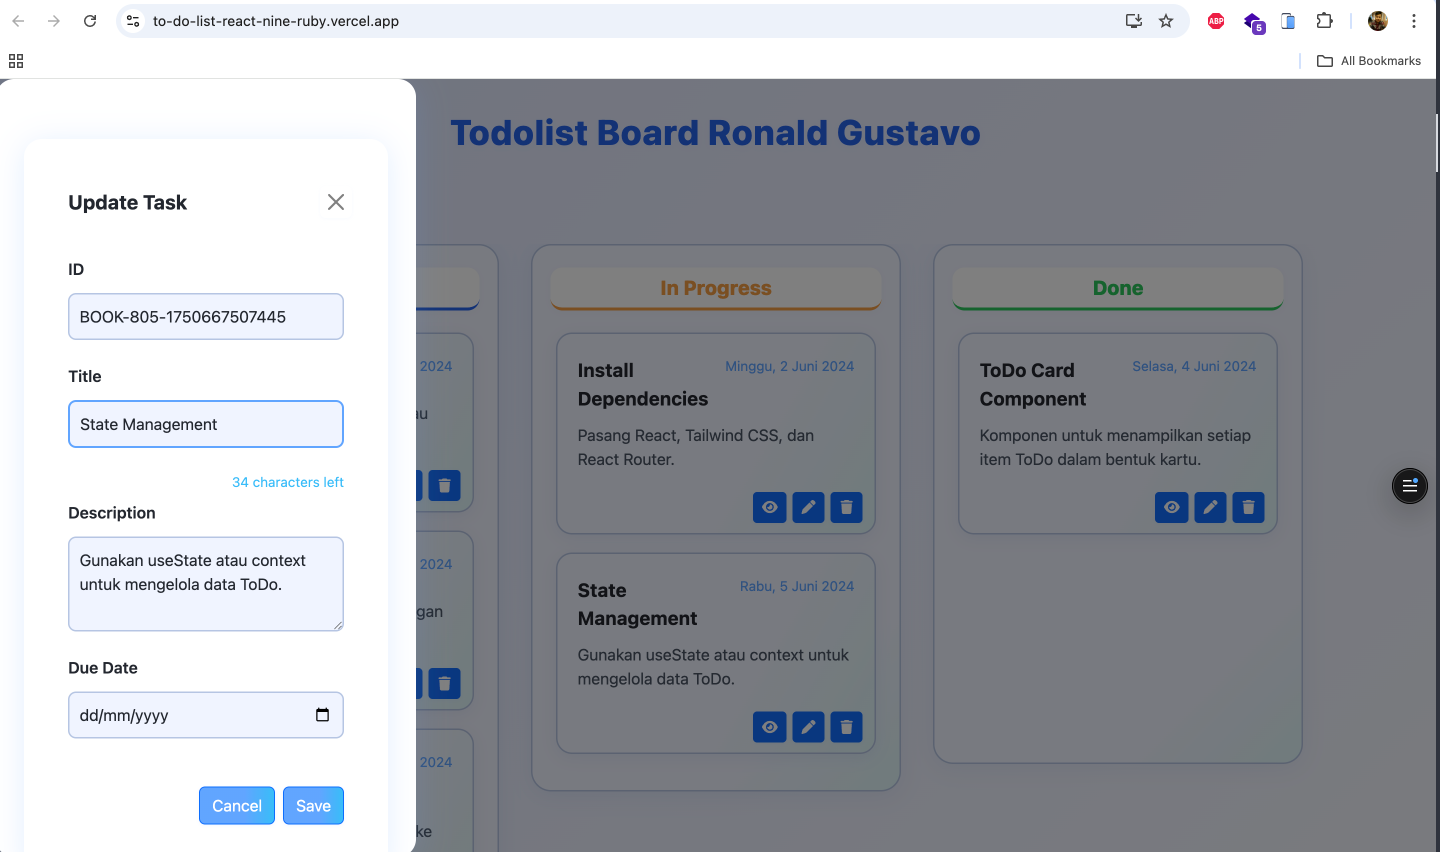 to-do-list-react-nine-ruby.vercel.app
ABP
5
All Bookmarks
Todolist Board Ronald Gustavo
Update Task
ID
BOOK-805-1750667507445
Title
State Management
34 characters left
Description
Gunakan useState atau context
untuk mengelola data ToDo.
Due Date
dd/mm/yyyy
Cancel
Save
2024
au
2024
gan
2024
ke
In Progress
Install
Dependencies
Minggu, 2 Juni 2024
Pasang React, Tailwind CSS, dan
React Router.
State
Management
Rabu, 5 Juni 2024
Gunakan useState atau context untuk
mengelola data ToDo.
Done
ToDo Card
Component
Selasa, 4 Juni 2024
Komponen untuk menampilkan setiap
item ToDo dalam bentuk kartu.